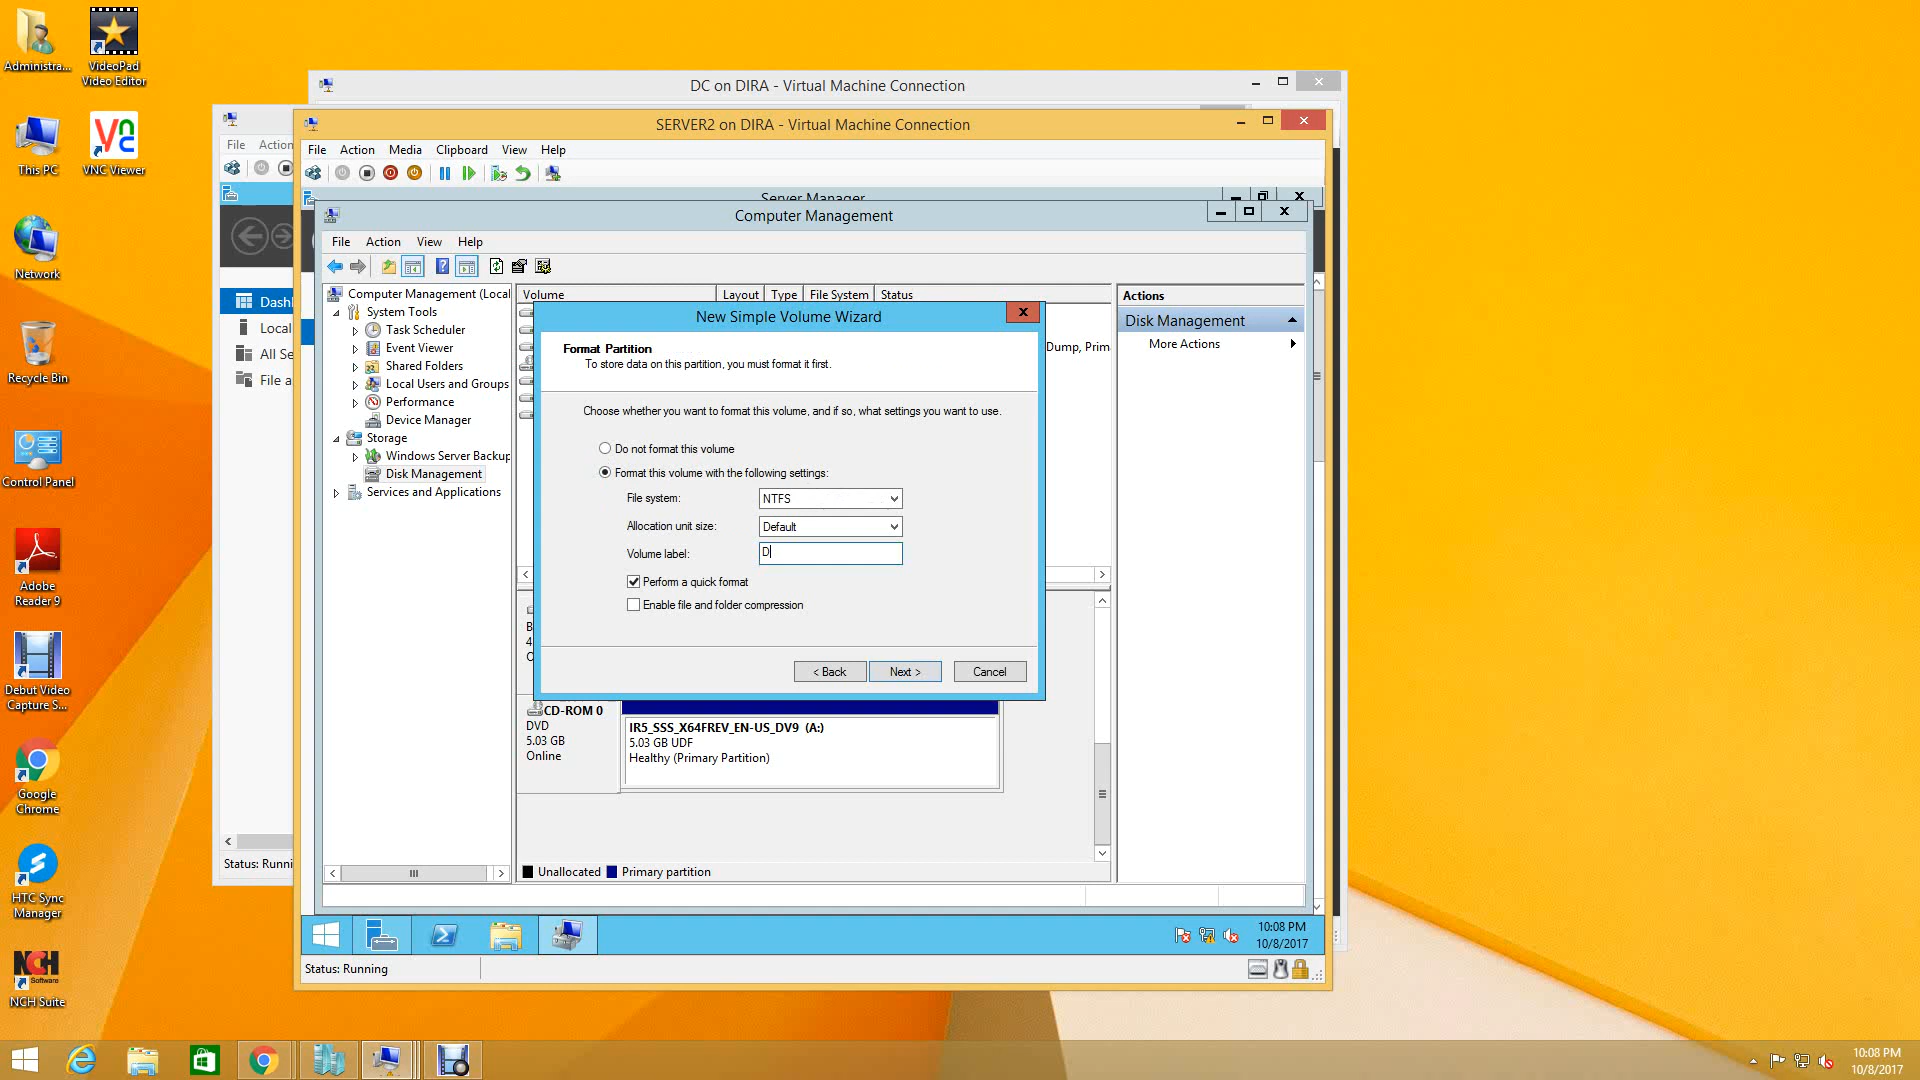 Administra...
VideoPad
Video Editor
This PC
VNC Viewer
Network
Recycle Bin
Control Panel
Adobe
Reader 9
Debut Video
Capture S...
Google
Chrome
HTC Sync
Manager
NCH
Software
NCH Suite
DC on DIRA - Virtual Machine Connection
File
Action
Dash
Local
All Se
File a
Status: Runni
SERVER2 on DIRA - Virtual Machine Connection
File Action Media Clipboard View Help
Server Manager
Computer Management
File Action View Help
Computer Management (Local
System Tools
Task Scheduler
Event Viewer
Shared Folders
Local Users and Groups
Performance
Device Manager
Storage
Windows Server Backup
Disk Management
Services and Applications
Volume Layout Type File System Status
Dump, Prim
Actions
Disk Management
More Actions
New Simple Volume Wizard
Format Partition
To store data on this partition, you must format it first.
Choose whether you want to format this volume, and if so, what settings you want to use.
Do not format this volume
Format this volume with the following settings:
File system: NTFS
Allocation unit size: Default
Volume label: D
Perform a quick format
Enable file and folder compression
< Back Next > Cancel
CD-ROM 0
DVD
5.03 GB
Online
IR5_SSS_X64FREV_EN-US_DV9 (A:)
5.03 GB UDF
Healthy (Primary Partition)
Unallocated Primary partition
10:08 PM
10/8/2017
Status: Running
10:08 PM
10/8/2017